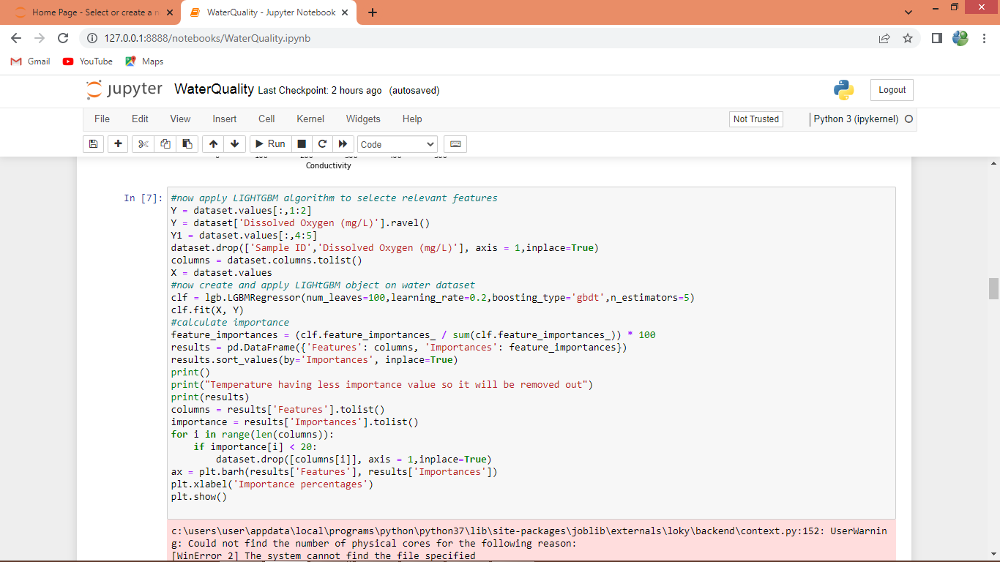 Home Page - Select or create a n
WaterQuality - Jupyter Notebook
127.0.0.1:8888/notebooks/WaterQuality.ipynb
Gmail YouTube Maps
jupyter WaterQuality Last Checkpoint: 2 hours ago (autosaved)
Logout
File Edit View Insert Cell Kernel Widgets Help
Not Trusted
Python 3 (ipykernel)
Run
Code
Conductivity
In [7]:
#now apply LIGHTGBM algorithm to selecte relevant features
Y = dataset.values[:,1:2]
Y = dataset['Dissolved Oxygen (mg/L)'].ravel()
Y1 = dataset.values[:,4:5]
dataset.drop(['Sample ID','Dissolved Oxygen (mg/L)'], axis = 1,inplace=True)
columns = dataset.columns.tolist()
X = dataset.values
#now create and apply LIGHtGBM object on water dataset
clf = lgb.LGBMRegressor(num_leaves=100,learning_rate=0.2,boosting_type='gbdt',n_estimators=5)
clf.fit(X, Y)
#calculate importance
feature_importances = (clf.feature_importances_ / sum(clf.feature_importances_)) * 100
results = pd.DataFrame({'Features': columns, 'Importances': feature_importances})
results.sort_values(by='Importances', inplace=True)
print()
print("Temperature having less importance value so it will be removed out")
print(results)
columns = results['Features'].tolist()
importance = results['Importances'].tolist()
for i in range(len(columns)):
    if importance[i] < 20:
        dataset.drop([columns[i]], axis = 1,inplace=True)
ax = plt.barh(results['Features'], results['Importances'])
plt.xlabel('Importance percentages')
plt.show()
c:\users\user\appdata\local\programs\python\python37\lib\site-packages\joblib\externals\loky\backend\context.py:152: UserWarnin
g: Could not find the number of physical cores for the following reason:
[WinError 2] The system cannot find the file specified